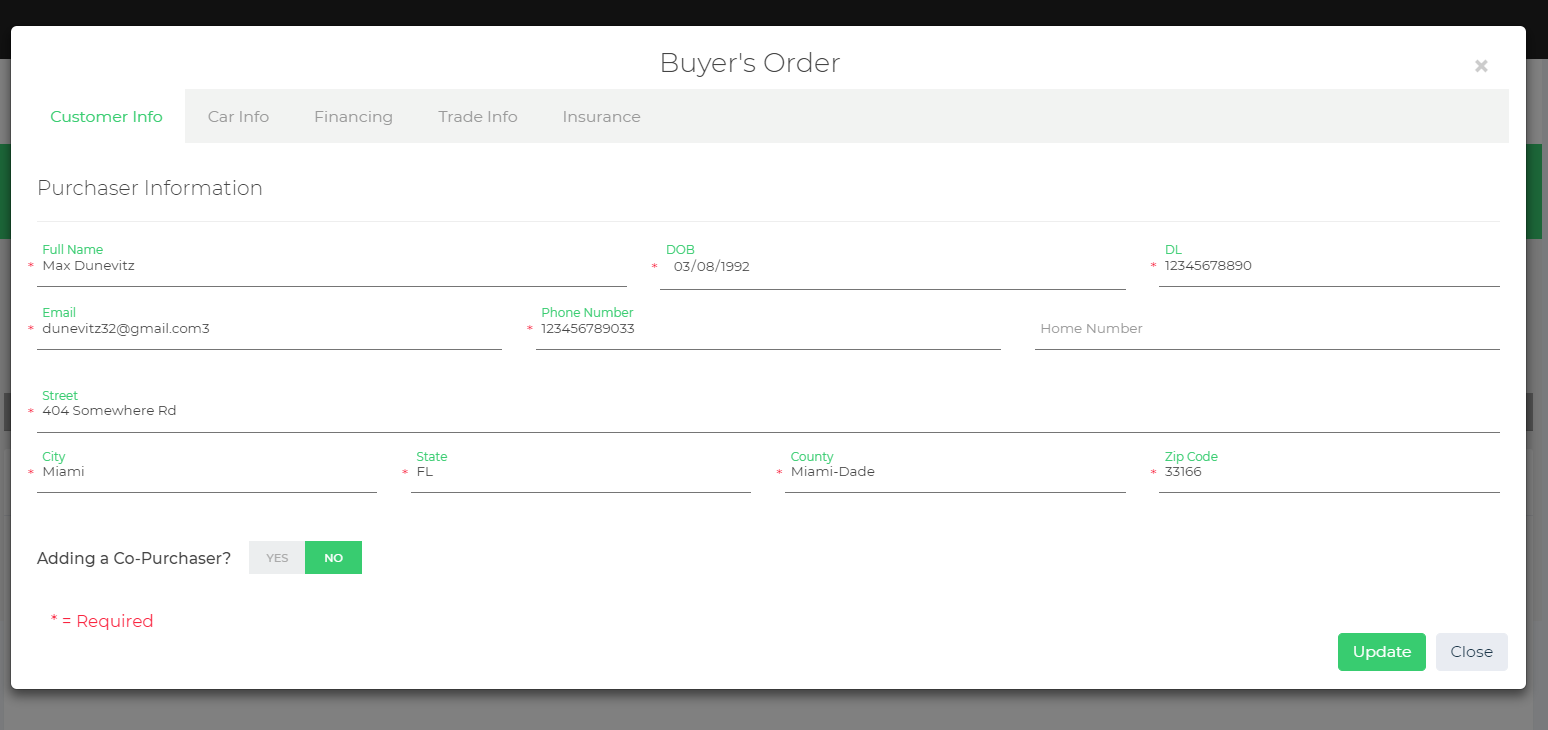 Buyer's Order
×
Customer Info Car Info Financing Trade Info Insurance
Purchaser Information
Full Name DOB DL
* Max Dunevitz * 03/08/1992 * 12345678890
Email Phone Number
* dunevitz32@gmail.com3 * 123456789033 Home Number
Street
* 404 Somewhere Rd
City State County Zip Code
* Miami * FL * Miami-Dade * 33166
Adding a Co-Purchaser? YES NO
* = Required
Update Close